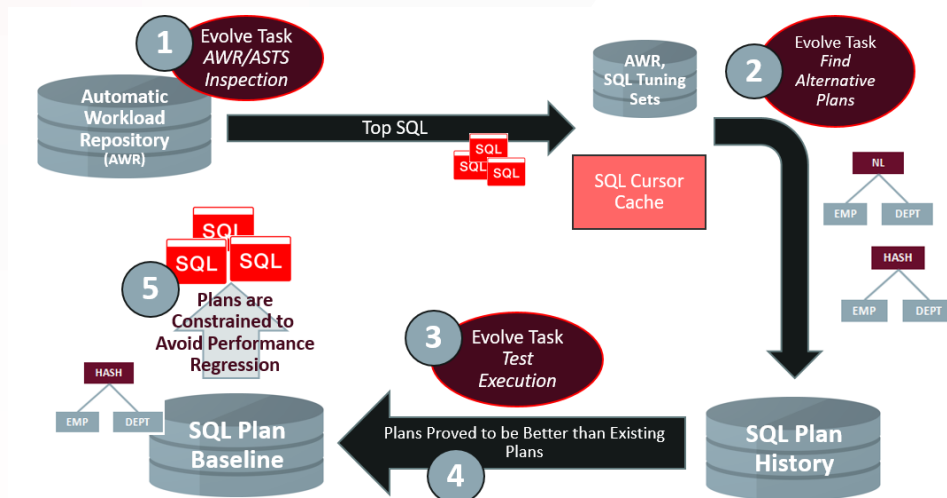 1
Evolve Task
AWR/ASTS
Inspection
Automatic
Workload
Repository
(AWR)
Top SQL
SQL
SQL
SQL
AWR,
SQL Tuning
Sets
SQL Cursor
Cache
2
Evolve Task
Find
Alternative
Plans
NL
EMP
DEPT
HASH
EMP
DEPT
SQL Plan
History
3
Evolve Task
Test
Execution
Plans Proved to be Better than Existing
Plans
4
SQL Plan
Baseline
HASH
EMP
DEPT
5
Plans are
Constrained to
Avoid Performance
Regression
SQL
SQL
SQL